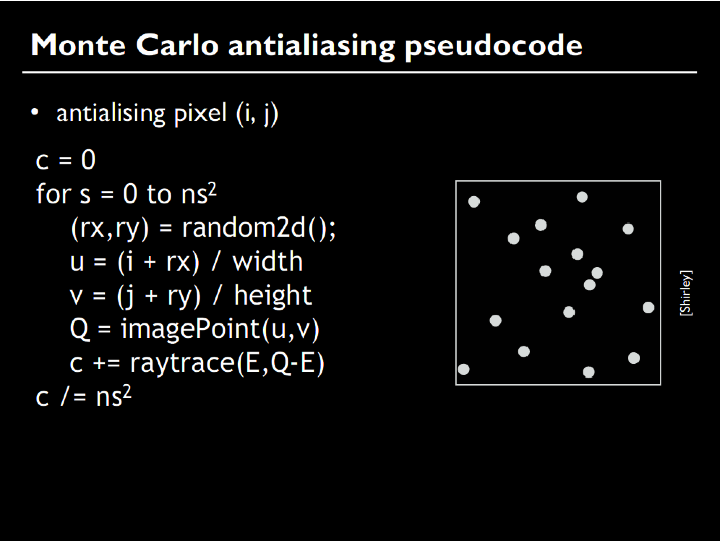 Monte Carlo antialiasing pseudocode
• antialising pixel (i, j)
c = 0
for s = 0 to ns²
(rx,ry) = random2d();
u = (i + rx) / width
v = (j + ry) / height
Q = imagePoint(u,v)
c += raytrace(E,Q-E)
c /= ns²
[Shirley]